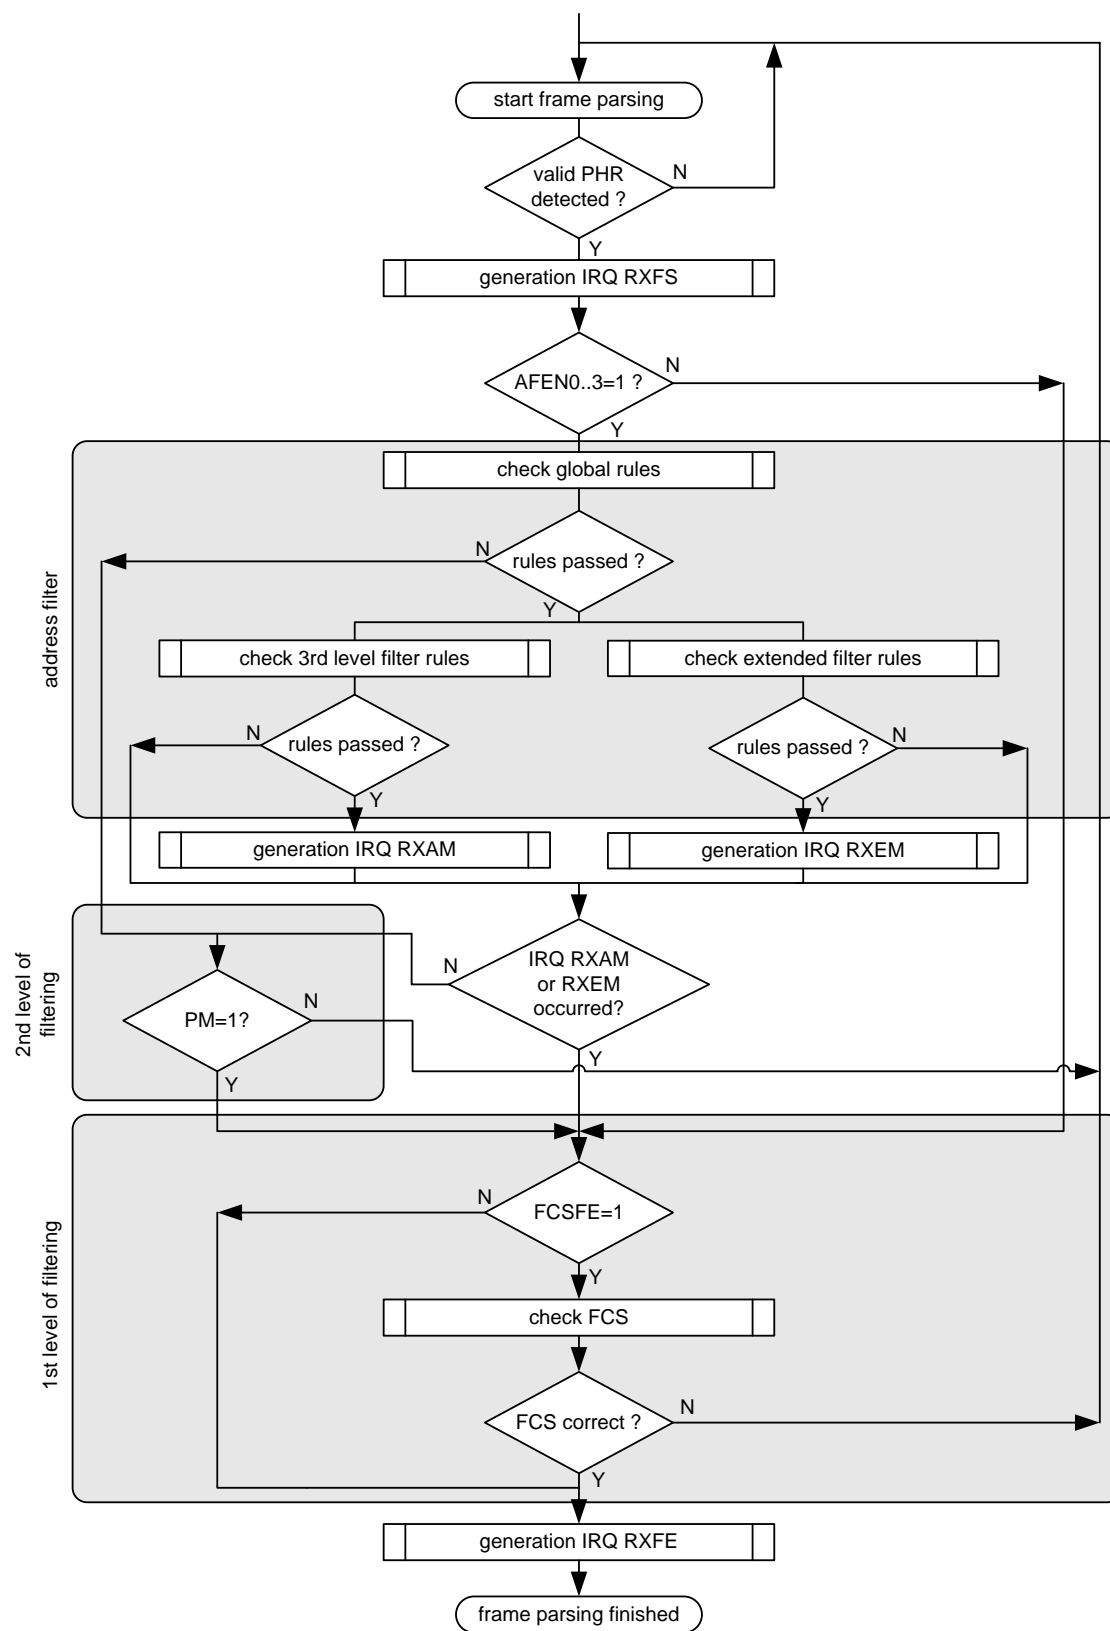 start frame parsing
valid PHR
detected ?
N
Y
generation IRQ RXFS
AFEN0..3=1 ?
N
Y
address filter
check global rules
rules passed ?
N
Y
check 3rd level filter rules
check extended filter rules
rules passed ?
N
Y
rules passed ?
N
Y
generation IRQ RXAM
generation IRQ RXEM
2nd level of
filtering
IRQ RXAM
or RXEM
occurred?
N
Y
PM=1?
N
Y
1st level of filtering
FCSFE=1
N
Y
check FCS
FCS correct ?
N
Y
generation IRQ RXFE
frame parsing finished